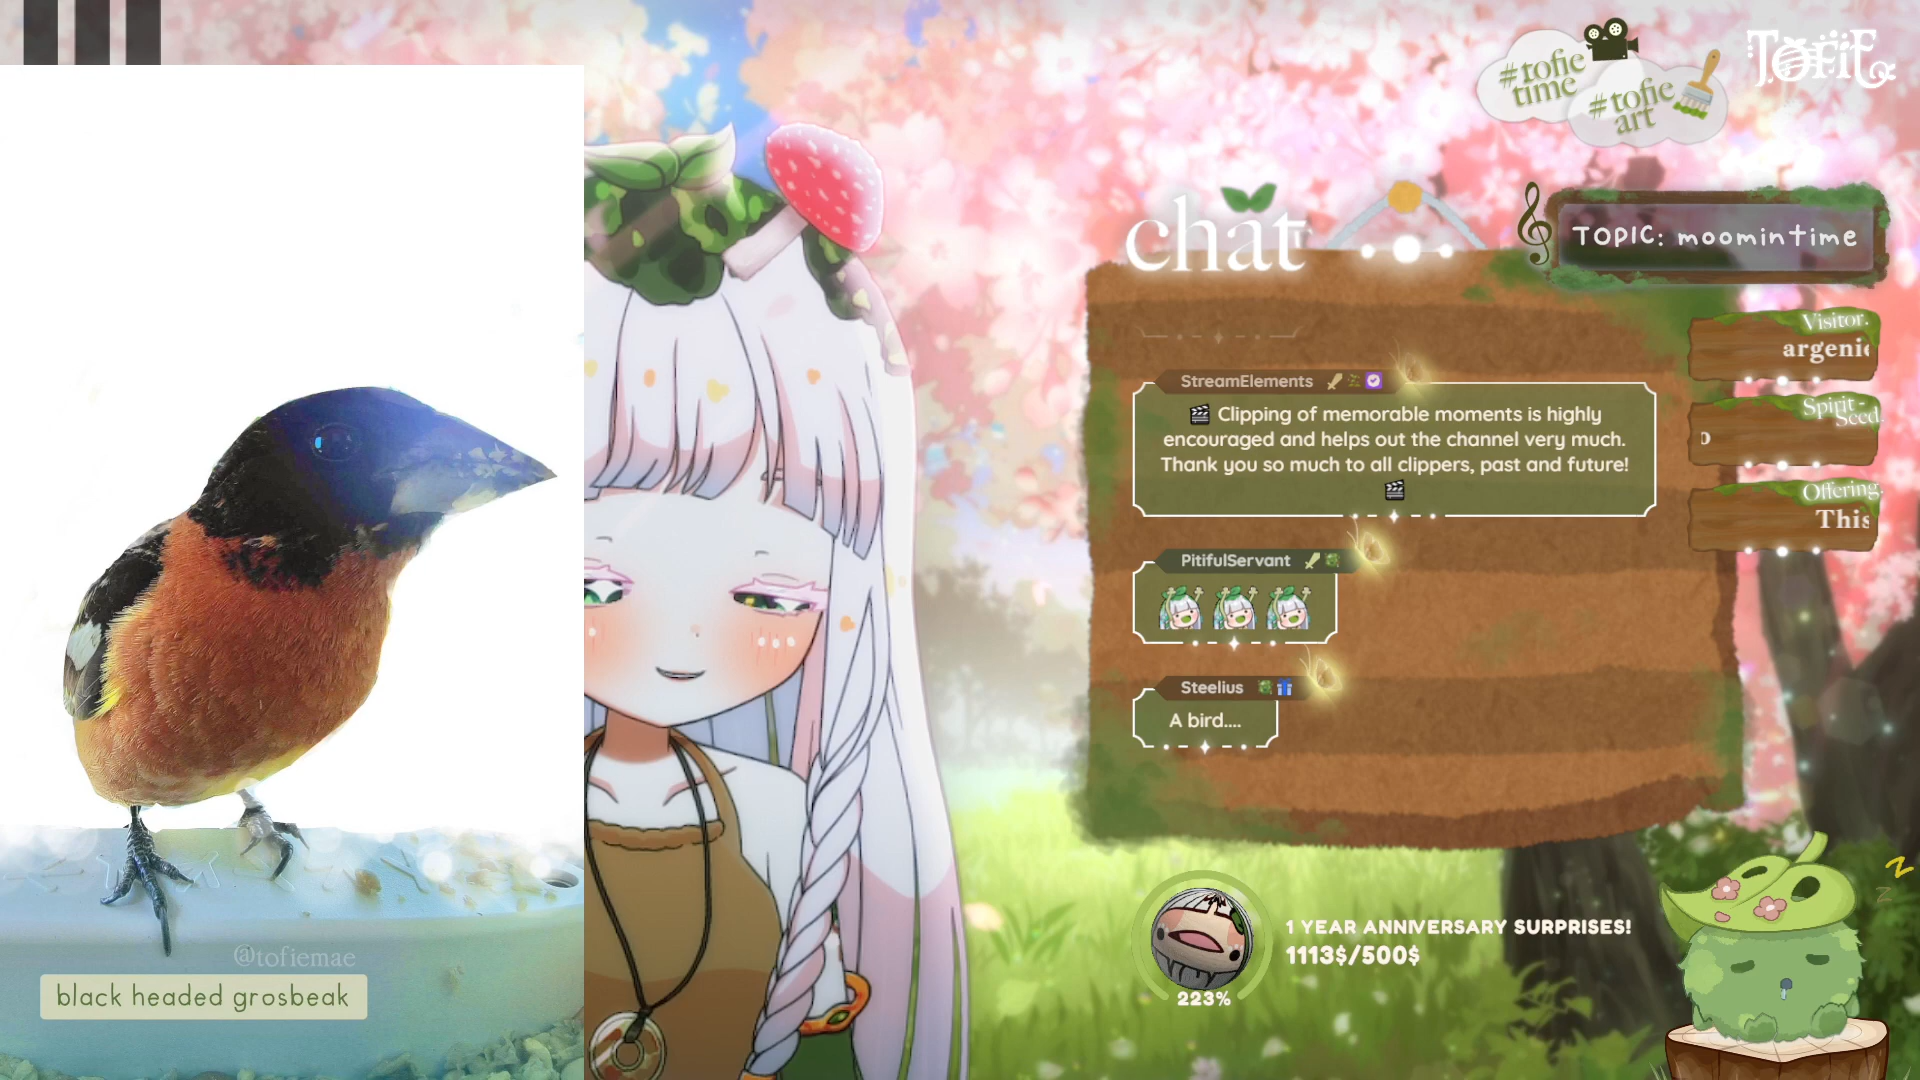 #tofie
time
#tofie
art
TOFIE
chat
TOPIC: moomintime
Visitor.
argenic
Spirit-
Seed
StreamElements
Clipping of memorable moments is highly
encouraged and helps out the channel very much.
Thank you so much to all clippers, past and future!
Offering.
This
PitifulServant
Steelius
A bird....
1 YEAR ANNIVERSARY SURPRISES!
1113$/500$
223%
@tofiemae
black headed grosbeak
z
z